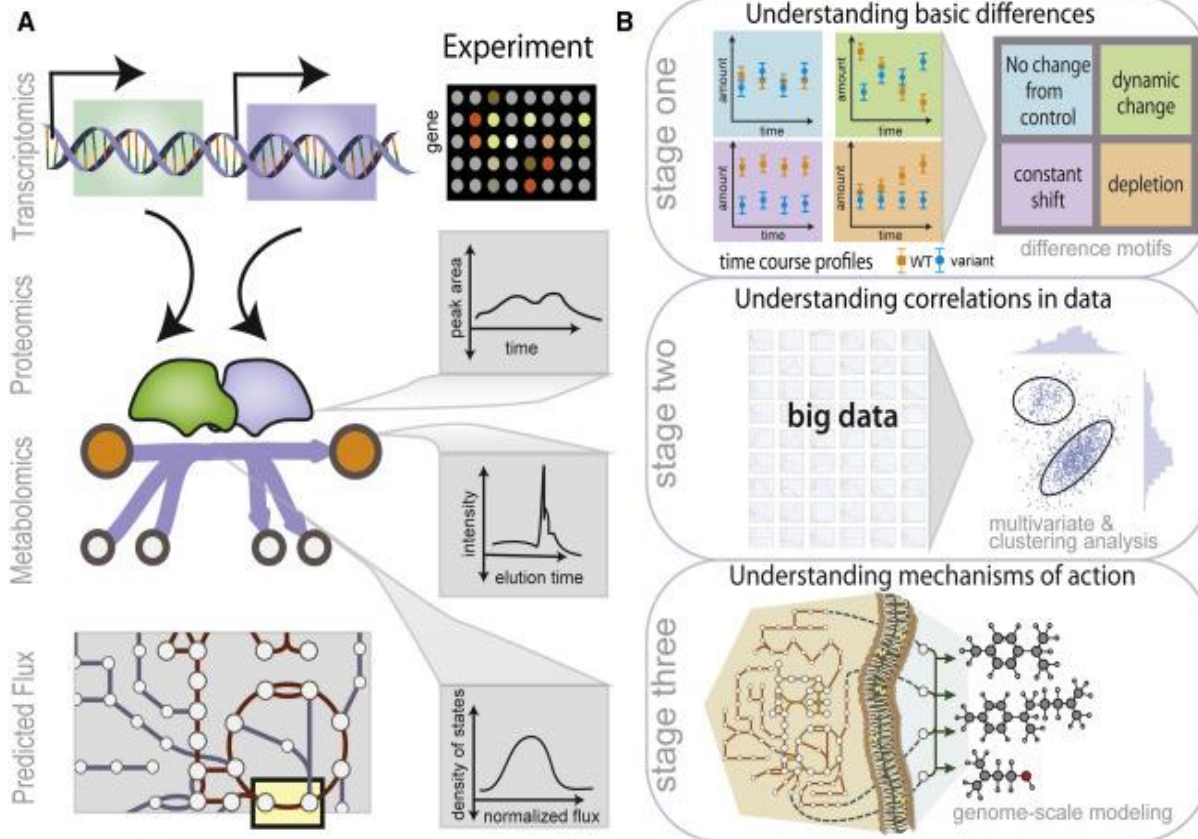 A
Transcriptomics
Proteomics
Metabolomics
Predicted Flux
Experiment
gene
peak area
time
intensity
elution time
density of states
normalized flux
B
stage one
Understanding basic differences
amount
time
amount
time
amount
time
amount
time
time course profiles
WT
variant
No change
from
control
dynamic
change
constant
shift
depletion
difference motifs
stage two
Understanding correlations in data
big data
multivariate &
clustering analysis
stage three
Understanding mechanisms of action
genome-scale modeling